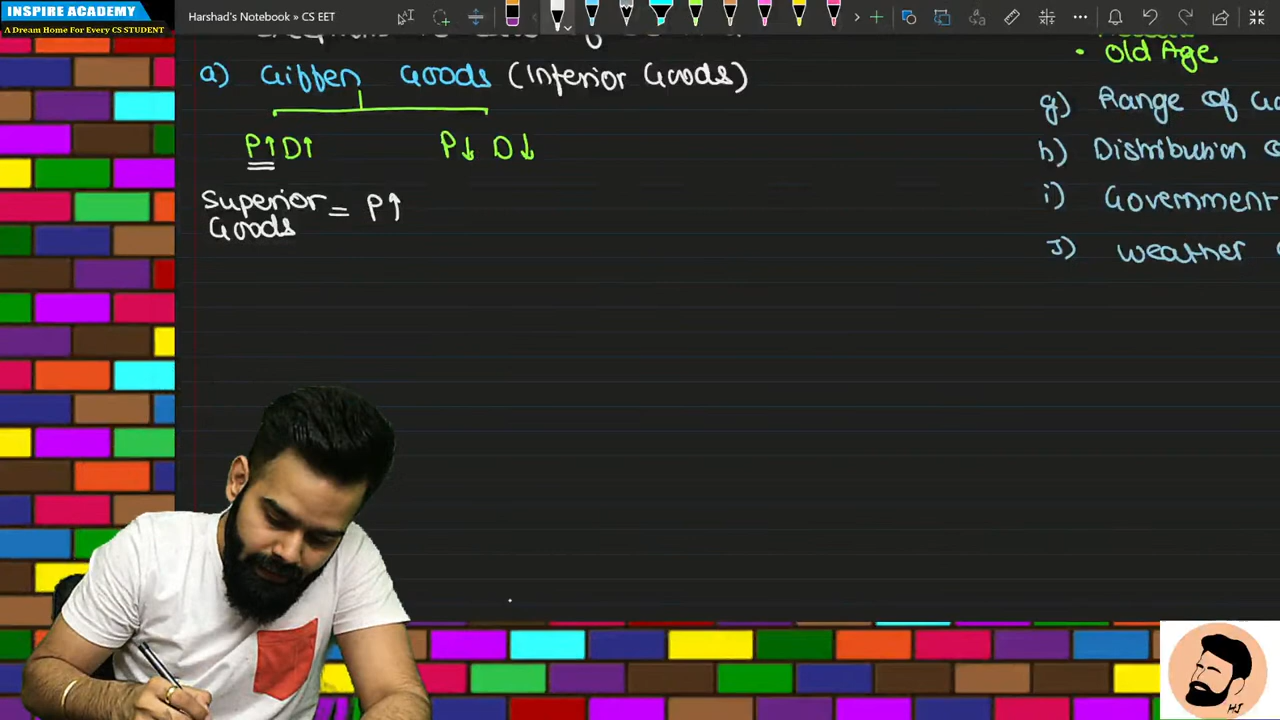 INSPIRE ACADEMY
A Dream Home For Every CS STUDENT
Harshad's Notebook » CS EET
a) Giffen Goods (Inferior Goods)
P↑ D↑ P↓ D↓
Superior Goods = P↑
• Old Age
g) Range of
h) Distribution
i) Government
J) Weather
HS